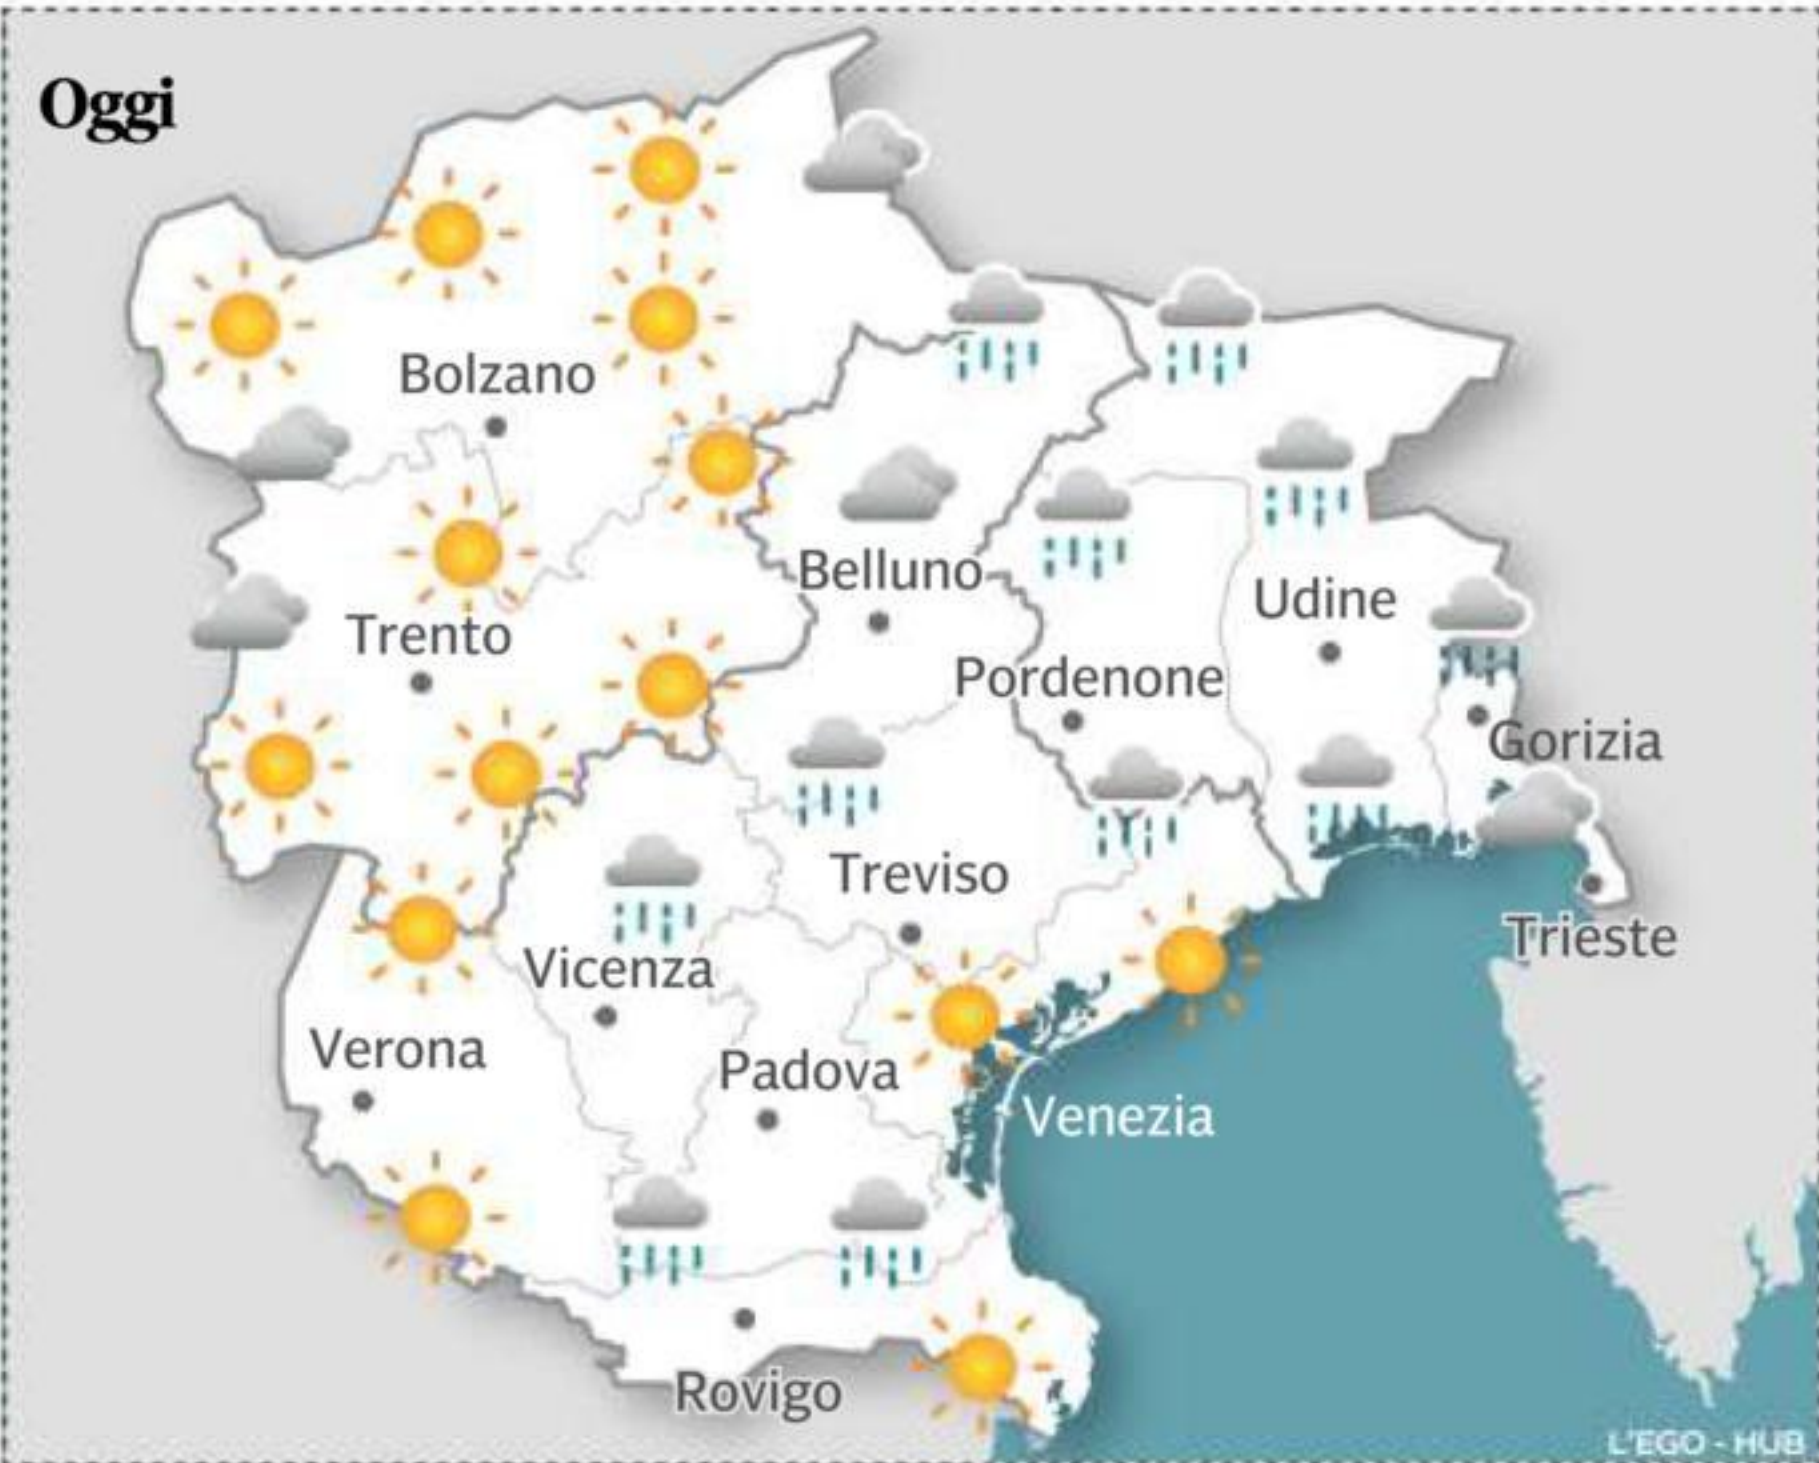 Oggi
Bolzano
Belluno
Udine
Trento
Pordenone
Gorizia
Treviso
Trieste
Vicenza
Verona
Padova
Venezia
Rovigo
L'EGO - HUB